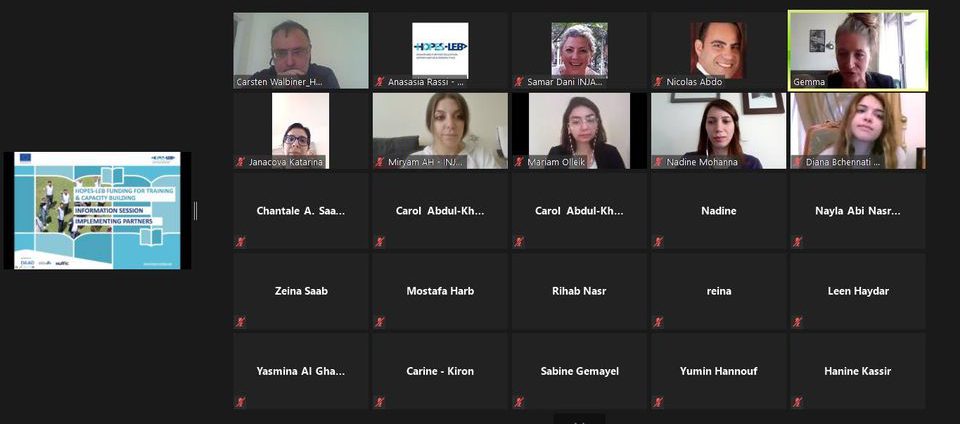 Carsten Walbiner_H...
HOPES-LEB
Anasasia Rassi - ...
Samar Dani INJA...
Nicolas Abdo
Gemma
Janacova Katarina
Miryam AH - INJ...
Mariam Olleik
Nadine Mohanna
Diana Bchennati ...
HOPES-LEB FUNDING FOR TRAINING
& CAPACITY BUILDING
INFORMATION SESSION
IMPLEMENTING PARTNERS
DAAD
nuffic
Chantale A. Saa...
Carol Abdul-Kh...
Carol Abdul-Kh...
Nadine
Nayla Abi Nasr...
Zeina Saab
Mostafa Harb
Rihab Nasr
reina
Leen Haydar
Yasmina Al Gha...
Carine - Kiron
Sabine Gemayel
Yumin Hannouf
Hanine Kassir